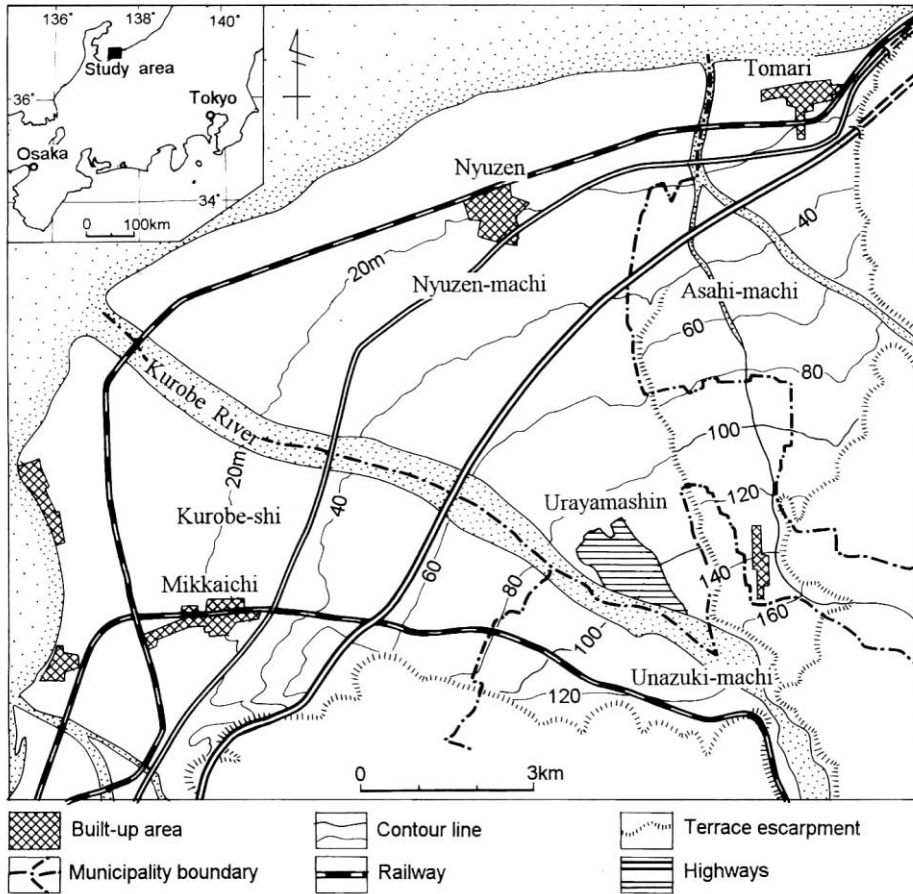 136°
138
140°
Study area
36°
Tokyo
Osaka
34°
0 100km
Tomari
Nyuzen
20m
40
Nyuzen-machi
Asahi-machi
60
Kurobe River
80
100
20m
40
Urayamashin
120
Kurobe-shi
60
140
Mikkaichi
80
160
100
Unazuki-machi
120
0 3km
Built-up area
Contour line
Terrace escarpment
Municipality boundary
Railway
Highways